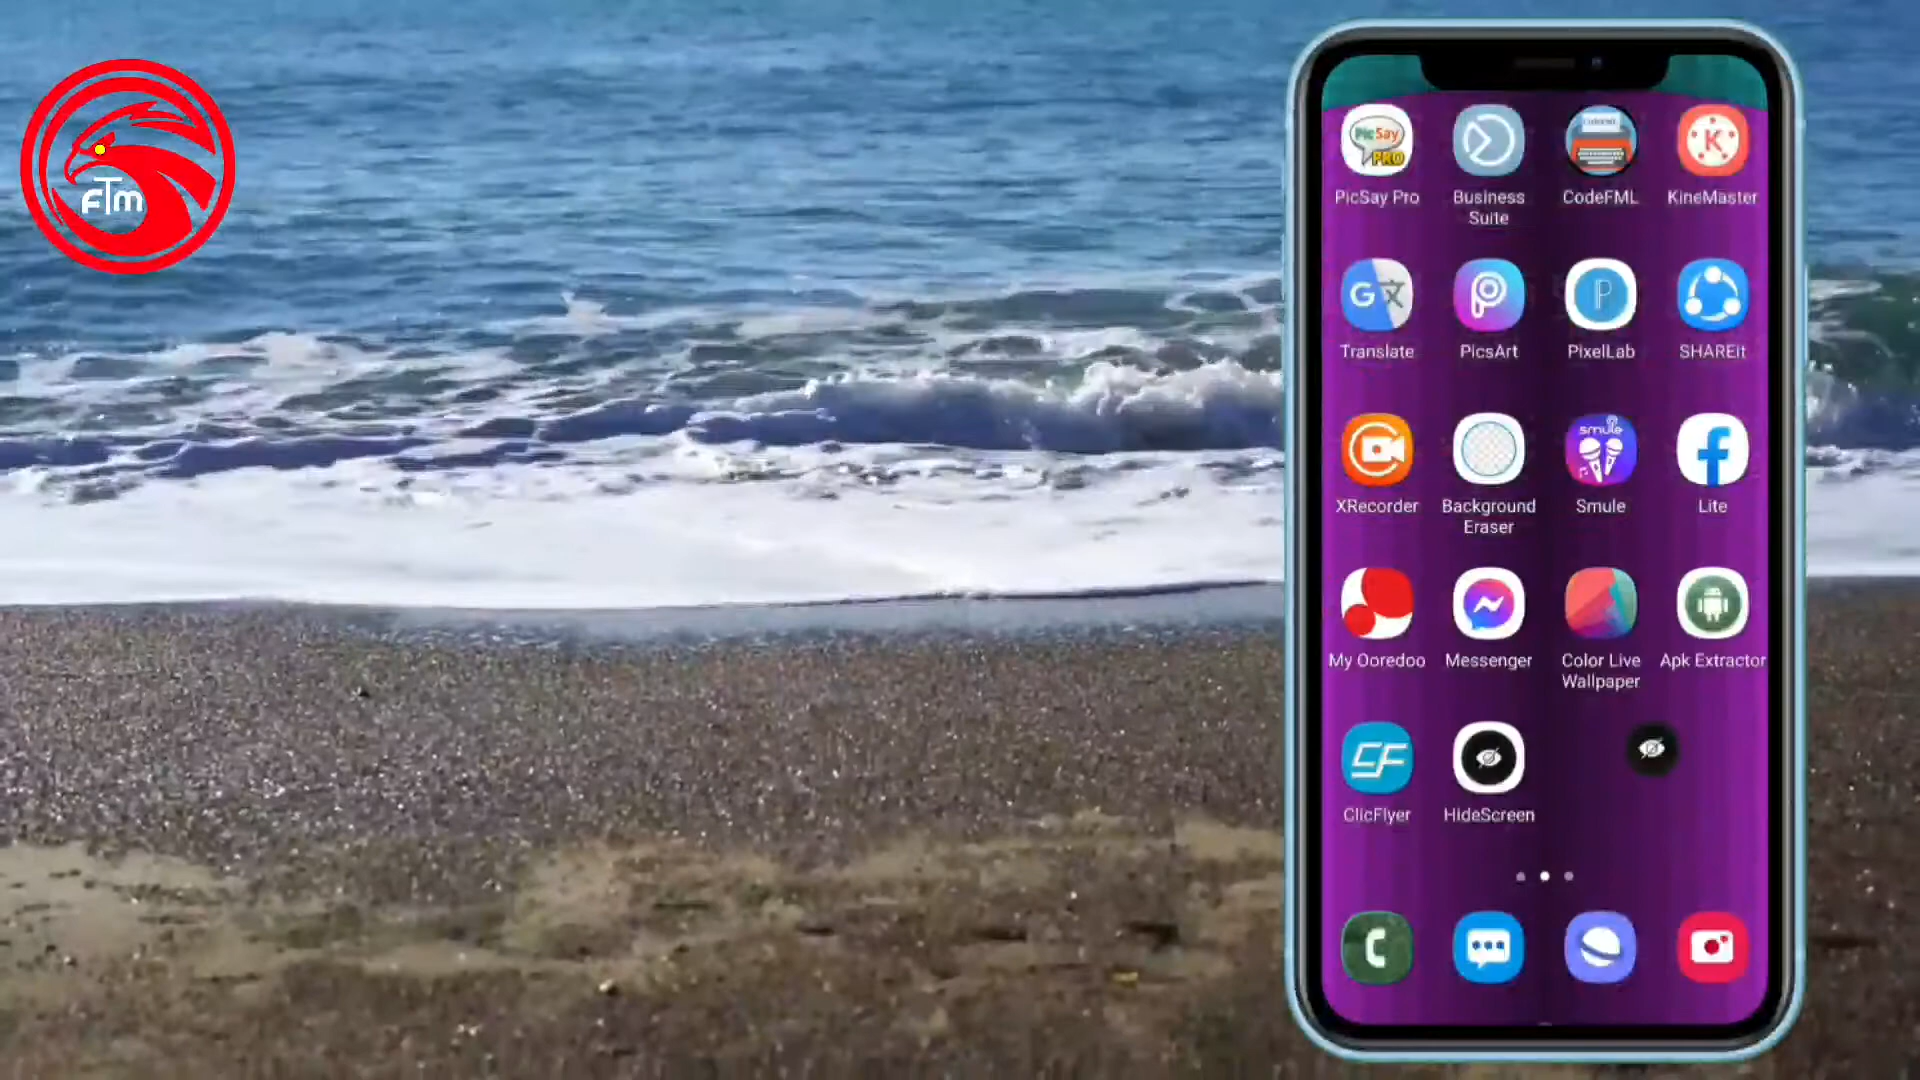 fTm
PicSay PRO
PicSay Pro
Business
Suite
CodeFML
K
KineMaster
G
Translate
PicsArt
P
PixelLab
SHAREit
XRecorder
Background
Eraser
smule
Smule
f
Lite
My Ooredoo
Messenger
Color Live
Wallpaper
Apk Extractor
CF
ClicFlyer
HideScreen